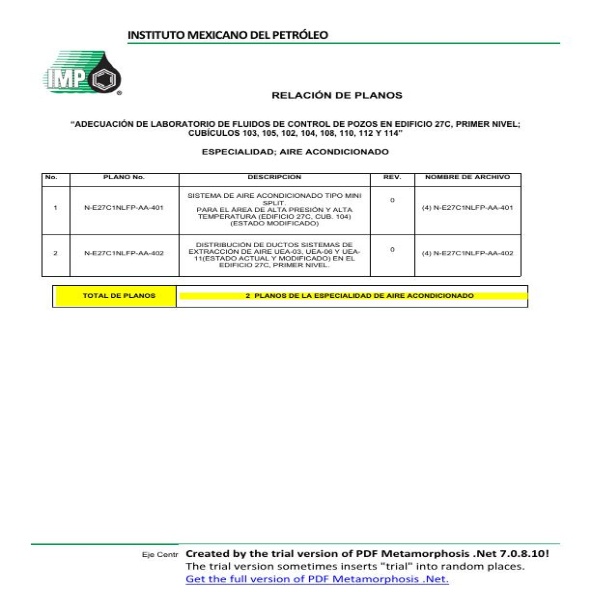 INSTITUTO MEXICANO DEL PETRÓLEO
IMP
®
RELACIÓN DE PLANOS
"ADECUACIÓN DE LABORATORIO DE FLUIDOS DE CONTROL DE POZOS EN EDIFICIO 27C, PRIMER NIVEL;
CUBÍCULOS 103, 105, 102, 104, 108, 110, 112 Y 114"
ESPECIALIDAD; AIRE ACONDICIONADO
No. PLANO No. DESCRIPCION REV. NOMBRE DE ARCHIVO
1 N-E27C1NLFP-AA-401 SISTEMA DE AIRE ACONDICIONADO TIPO MINI
SPLIT.
PARA EL ÁREA DE ALTA PRESIÓN Y ALTA
TEMPERATURA (EDIFICIO 27C, CUB. 104)
(ESTADO MODIFICADO)
0 (4) N-E27C1NLFP-AA-401
2 N-E27C1NLFP-AA-402 DISTRIBUCIÓN DE DUCTOS SISTEMAS DE
EXTRACCION DE AIRE UEA-03, UEA-06 Y UEA-
11(ESTADO ACTUAL Y MODIFICADO) EN EL
EDIFICIO 27C, PRIMER NIVEL.
0 (4) N-E27C1NLFP-AA-402
TOTAL DE PLANOS 2 PLANOS DE LA ESPECIALIDAD DE AIRE ACONDICIONADO
Eje Centr Created by the trial version of PDF Metamorphosis .Net 7.0.8.10!
The trial version sometimes inserts "trial" into random places.
Get the full version of PDF Metamorphosis .Net.